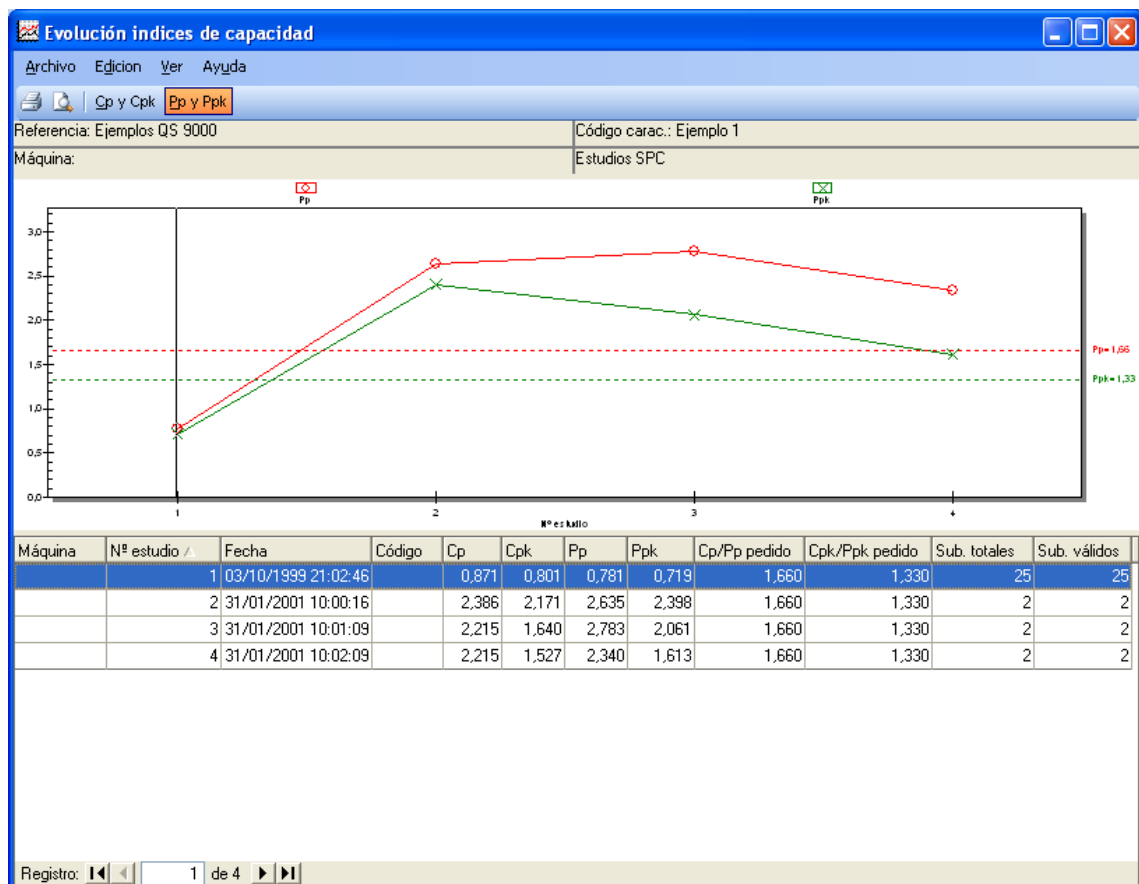 Evolución indices de capacidad
Archivo Edicion Ver Ayuda
Cp y Cpk Pp y Ppk
Referencia: Ejemplos QS 9000 Código carac.: Ejemplo 1
Máquina: Estudios SPC
Pp Ppk
3,0
2,5
2,0
Pp=1,66
1,5
Ppk=1,33
1,0
0,5
0,0
1 2 3 4
Nº estudio
Máquina Nº estudio Fecha Código Cp Cpk Pp Ppk Cp/Pp pedido Cpk/Ppk pedido Sub. totales Sub. válidos
1 03/10/1999 21:02:46 0,871 0,801 0,781 0,719 1,660 1,330 25 25
2 31/01/2001 10:00:16 2,386 2,171 2,635 2,398 1,660 1,330 2 2
3 31/01/2001 10:01:09 2,215 1,640 2,783 2,061 1,660 1,330 2 2
4 31/01/2001 10:02:09 2,215 1,527 2,340 1,613 1,660 1,330 2 2
Registro: 1 de 4